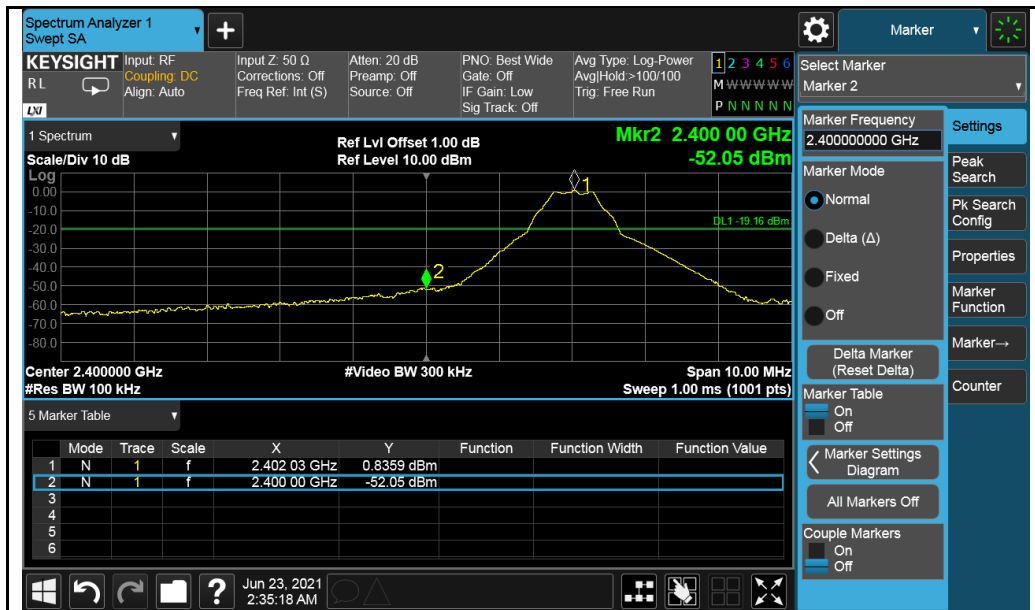 Spectrum Analyzer 1
Swept SA
+
Marker
KEYSIGHT
RL
LXI
Input: RF
Coupling: DC
Align: Auto
Input Z: 50 Ω
Corrections: Off
Freq Ref: Int (S)
Atten: 20 dB
Preamp: Off
Source: Off
PNO: Best Wide
Gate: Off
IF Gain: Low
Sig Track: Off
Avg Type: Log-Power
Avg|Hold:>100/100
Trig: Free Run
1 2 3 4 5 6
M W W W W W
P N N N N N
Select Marker
Marker 2
1 Spectrum
Scale/Div 10 dB
Ref Lvl Offset 1.00 dB
Ref Level 10.00 dBm
Mkr2 2.400 00 GHz
-52.05 dBm
Log
0.00
-10.0
-20.0
-30.0
-40.0
-50.0
-60.0
-70.0
-80.0
1
DL1 -19.16 dBm
2
Center 2.400000 GHz
#Video BW 300 kHz
Span 10.00 MHz
#Res BW 100 kHz
Sweep 1.00 ms (1001 pts)
5 Marker Table
Mode Trace Scale X Y Function Function Width Function Value
1 N 1 f 2.402 03 GHz 0.8359 dBm
2 N 1 f 2.400 00 GHz -52.05 dBm
3
4
5
6
Marker Frequency
2.400000000 GHz
Marker Mode
Normal
Delta (Δ)
Fixed
Off
Delta Marker
(Reset Delta)
Marker Table
On
Off
Marker Settings
Diagram
All Markers Off
Couple Markers
On
Off
Settings
Peak
Search
Pk Search
Config
Properties
Marker
Function
Marker→
Counter
?
Jun 23, 2021
2:35:18 AM